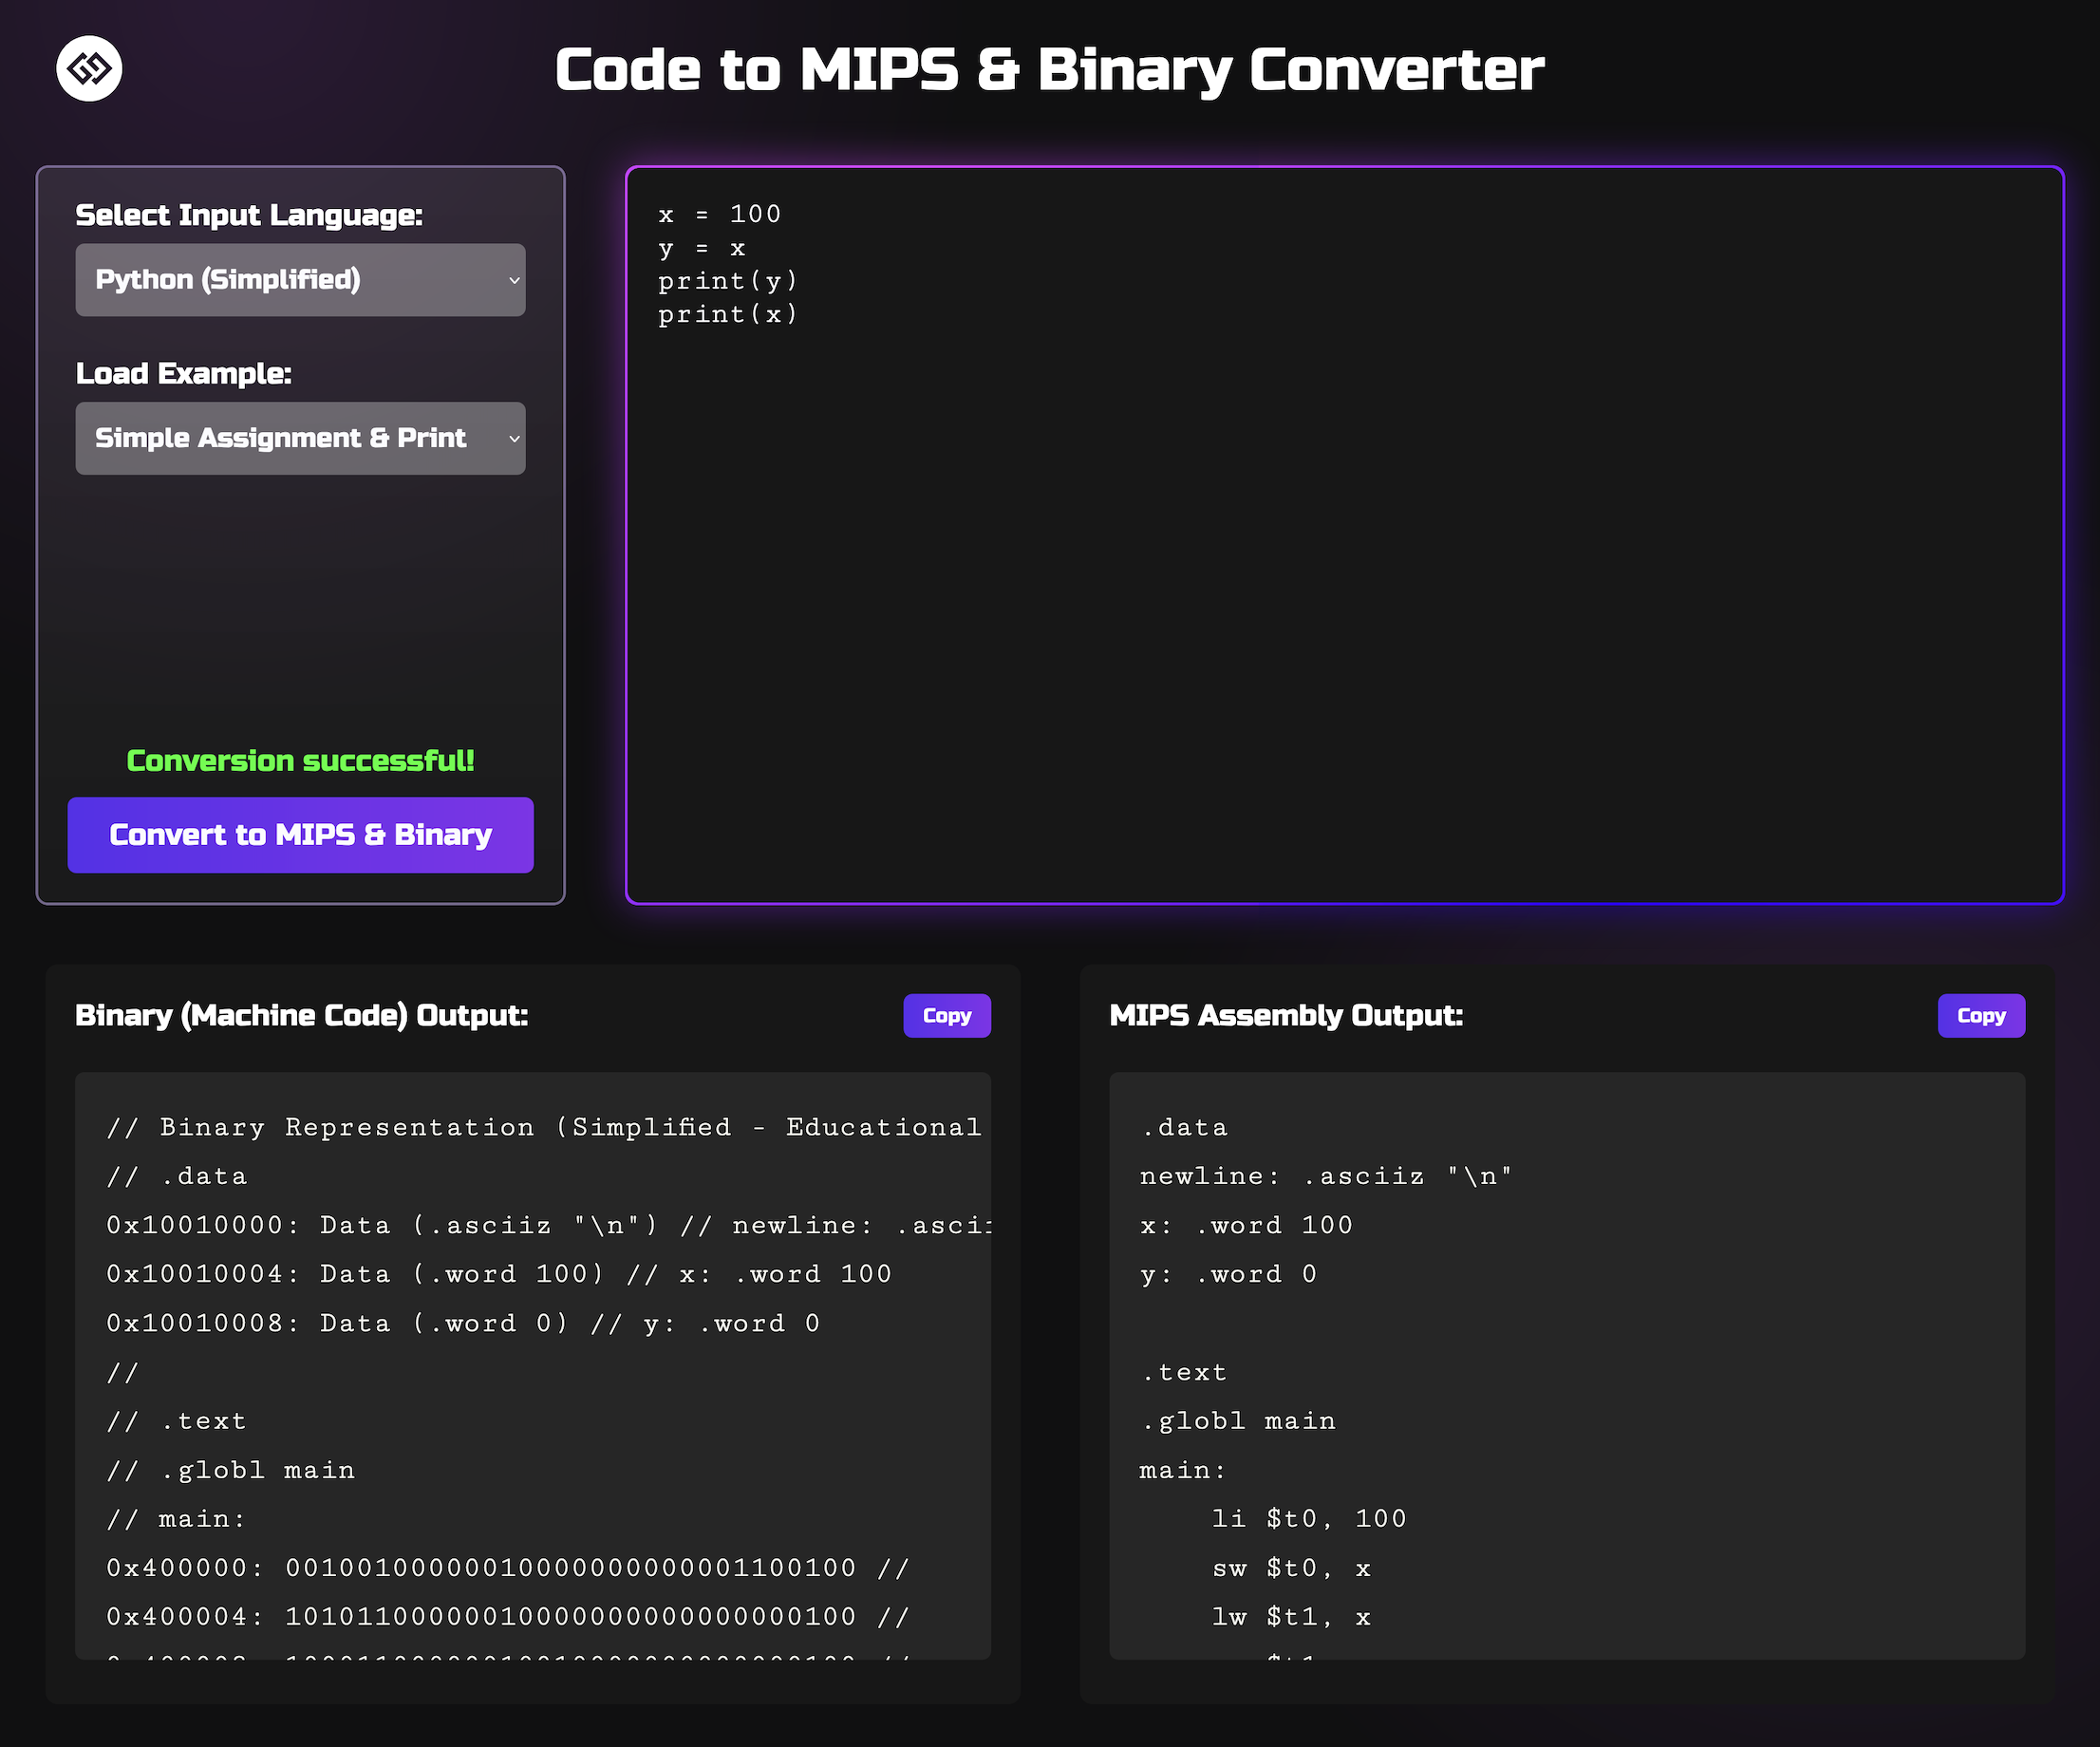 Code to MIPS & Binary Converter
Select Input Language:
Python (Simplified)
Load Example:
Simple Assignment & Print
Conversion successful!
Convert to MIPS & Binary
x = 100
y = x
print(y)
print(x)
Binary (Machine Code) Output:
Copy
// Binary Representation (Simplified - Educational
// .data
0x10010000: Data (.asciiz "\n") // newline: .ascii
0x10010004: Data (.word 100) // x: .word 100
0x10010008: Data (.word 0) // y: .word 0
//
// .text
// .globl main
// main:
0x400000: 00100100000010000000000001100100 //
0x400004: 10101100000010000000000000000100 //
MIPS Assembly Output:
Copy
.data
newline: .asciiz "\n"
x: .word 100
y: .word 0
.text
.globl main
main:
li $t0, 100
sw $t0, x
lw $t1, x